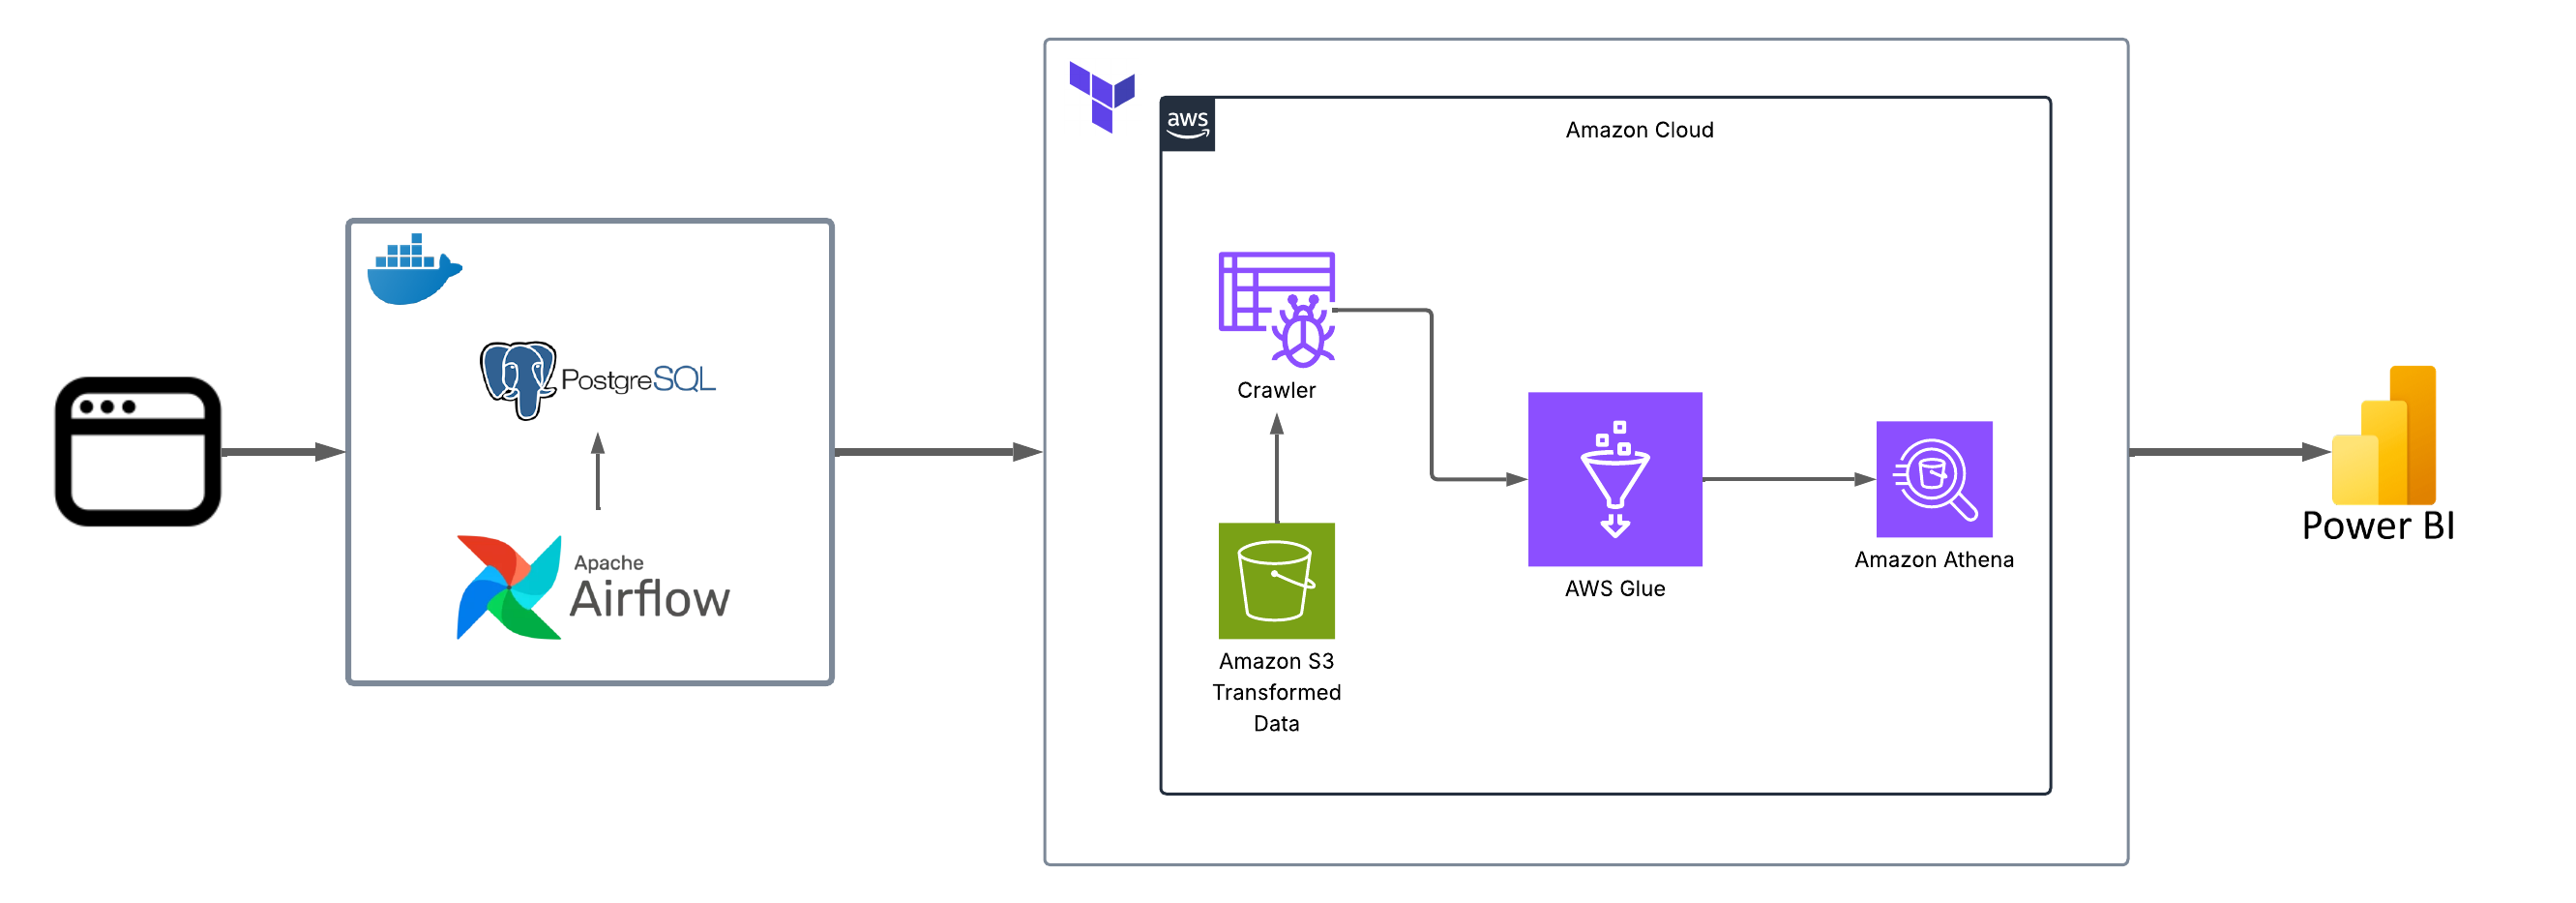 aws
Amazon Cloud
PostgreSQL
Crawler
Apache
Airflow
Amazon S3
Transformed
Data
AWS Glue
Amazon Athena
Power BI